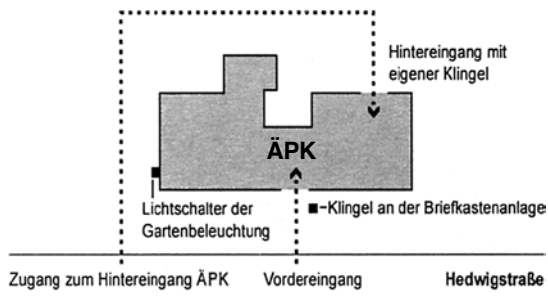 Hintereingang mit
eigener Klingel
ÄPK
Lichtschalter der
Gartenbeleuchtung
Klingel an der Briefkastenanlage
Zugang zum Hintereingang ÄPK
Vordereingang
Hedwigstraße